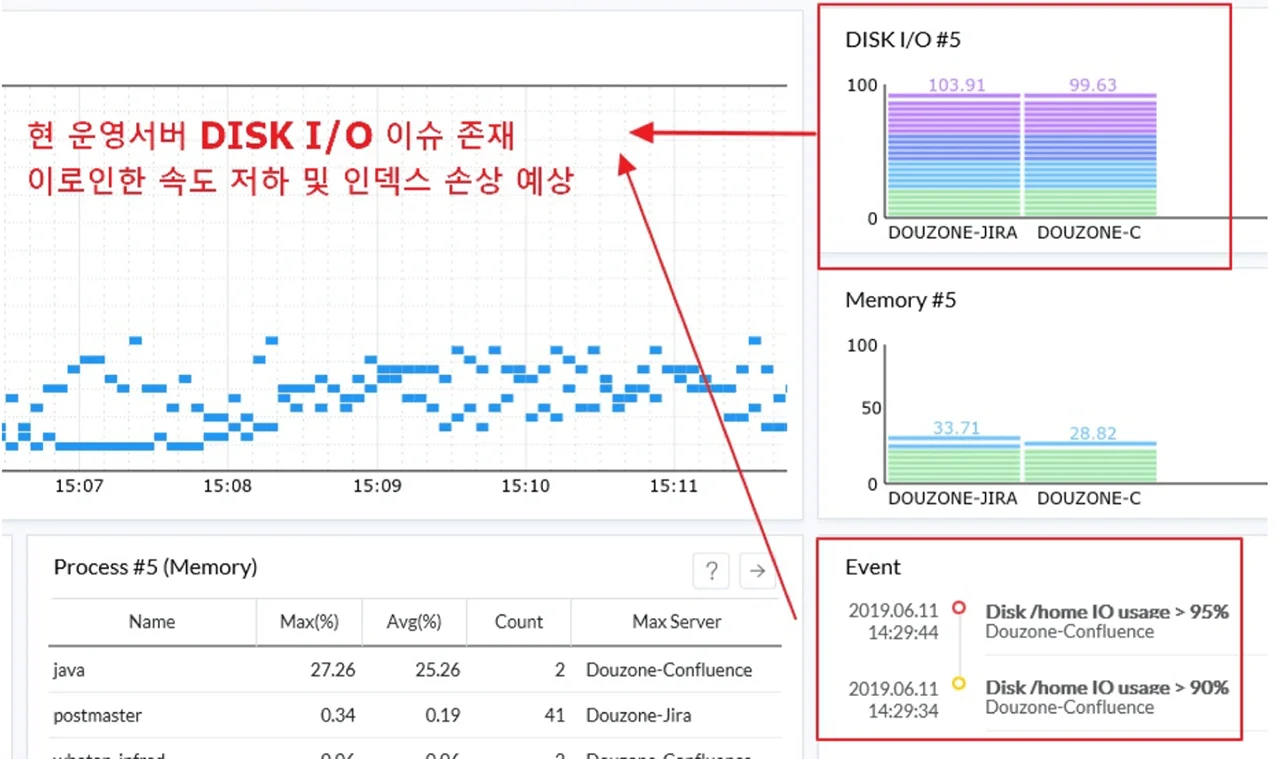 현 운영서버 DISK I/O 이슈 존재
이로인한 속도 저하 및 인덱스 손상 예상
15:07 15:08 15:09 15:10 15:11
DISK I/O #5
103.91 99.63
100
0
DOUZONE-JIRA DOUZONE-C
Memory #5
100
50
33.71 28.82
0
DOUZONE-JIRA DOUZONE-C
Process #5 (Memory)
? →
Name Max(%) Avg(%) Count Max Server
java 27.26 25.26 2 Douzone-Confluence
postmaster 0.34 0.19 41 Douzone-Jira
Event
2019.06.11 Disk /home IO usage > 95%
14:29:44 Douzone-Confluence
2019.06.11 Disk /home IO usage > 90%
14:29:34 Douzone-Confluence